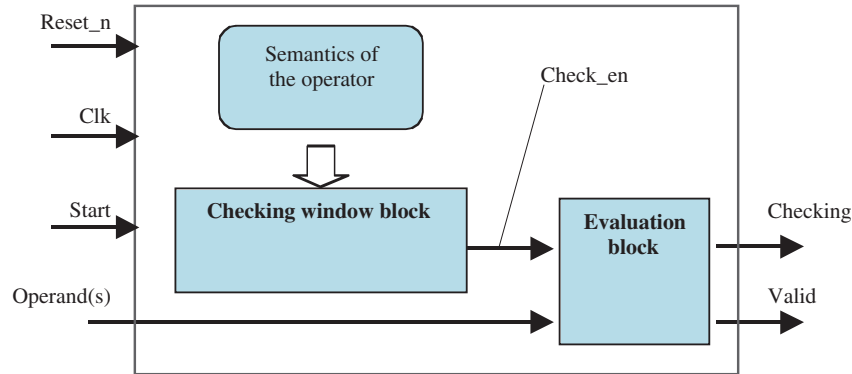 Reset_n
Semantics of
the operator
Check_en
Clk
Start
Checking window block
Evaluation
block
Checking
Operand(s)
Valid